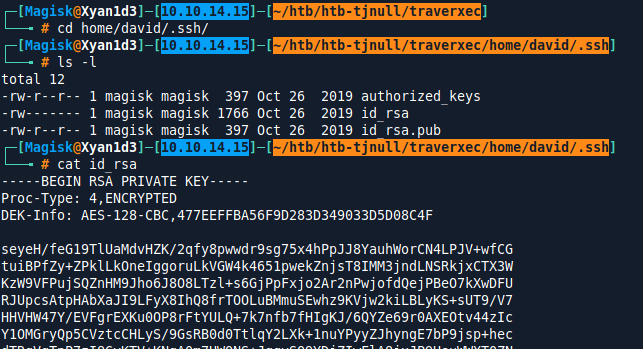 [Magisk@Xyan1d3]-[10.10.14.15]-[~/htb/htb-tjnull/traverxec]
# cd home/david/.ssh/
[Magisk@Xyan1d3]-[10.10.14.15]-[~/htb/htb-tjnull/traverxec/home/david/.ssh]
# ls -l
total 12
-rw-r--r-- 1 magisk magisk 397 Oct 26 2019 authorized_keys
-rw------- 1 magisk magisk 1766 Oct 26 2019 id_rsa
-rw-r--r-- 1 magisk magisk 397 Oct 26 2019 id_rsa.pub
[Magisk@Xyan1d3]-[10.10.14.15]-[~/htb/htb-tjnull/traverxec/home/david/.ssh]
# cat id_rsa
-----BEGIN RSA PRIVATE KEY-----
Proc-Type: 4,ENCRYPTED
DEK-Info: AES-128-CBC,477EEFFBA56F9D283D349033D5D08C4F
seyeH/feG19TlUaMdvHZK/2qfy8pwwdr9sg75x4hPpJJ8YauhWorCN4LPJV+wfCG
tuiBPfZy+ZPklLkOneIggoruLkVGW4k4651pwekZnjsT8IMM3jndLNSRkjxCTX3W
KzW9VFPujSQZnHM9Jho6J8O8LTzl+s6GjPpFxjo2Ar2nPwjofdQejPBeO7kXwDFU
RJUpcsAtpHAbXaJI9LFyX8IhQ8frTOOLuBMmuSEwhz9KVjw2kiLBLyKS+sUT9/V7
HHVHW47Y/EVFgrEXKu0OP8rFtYULQ+7k7nfb7fHIgKJ/6QYZe69r0AXEOtv44zIc
Y1OMGryQp5CVztcCHLyS/9GsRB0d0TtlqY2LXk+1nuYPyyZJhyngE7bP9jsp+hec